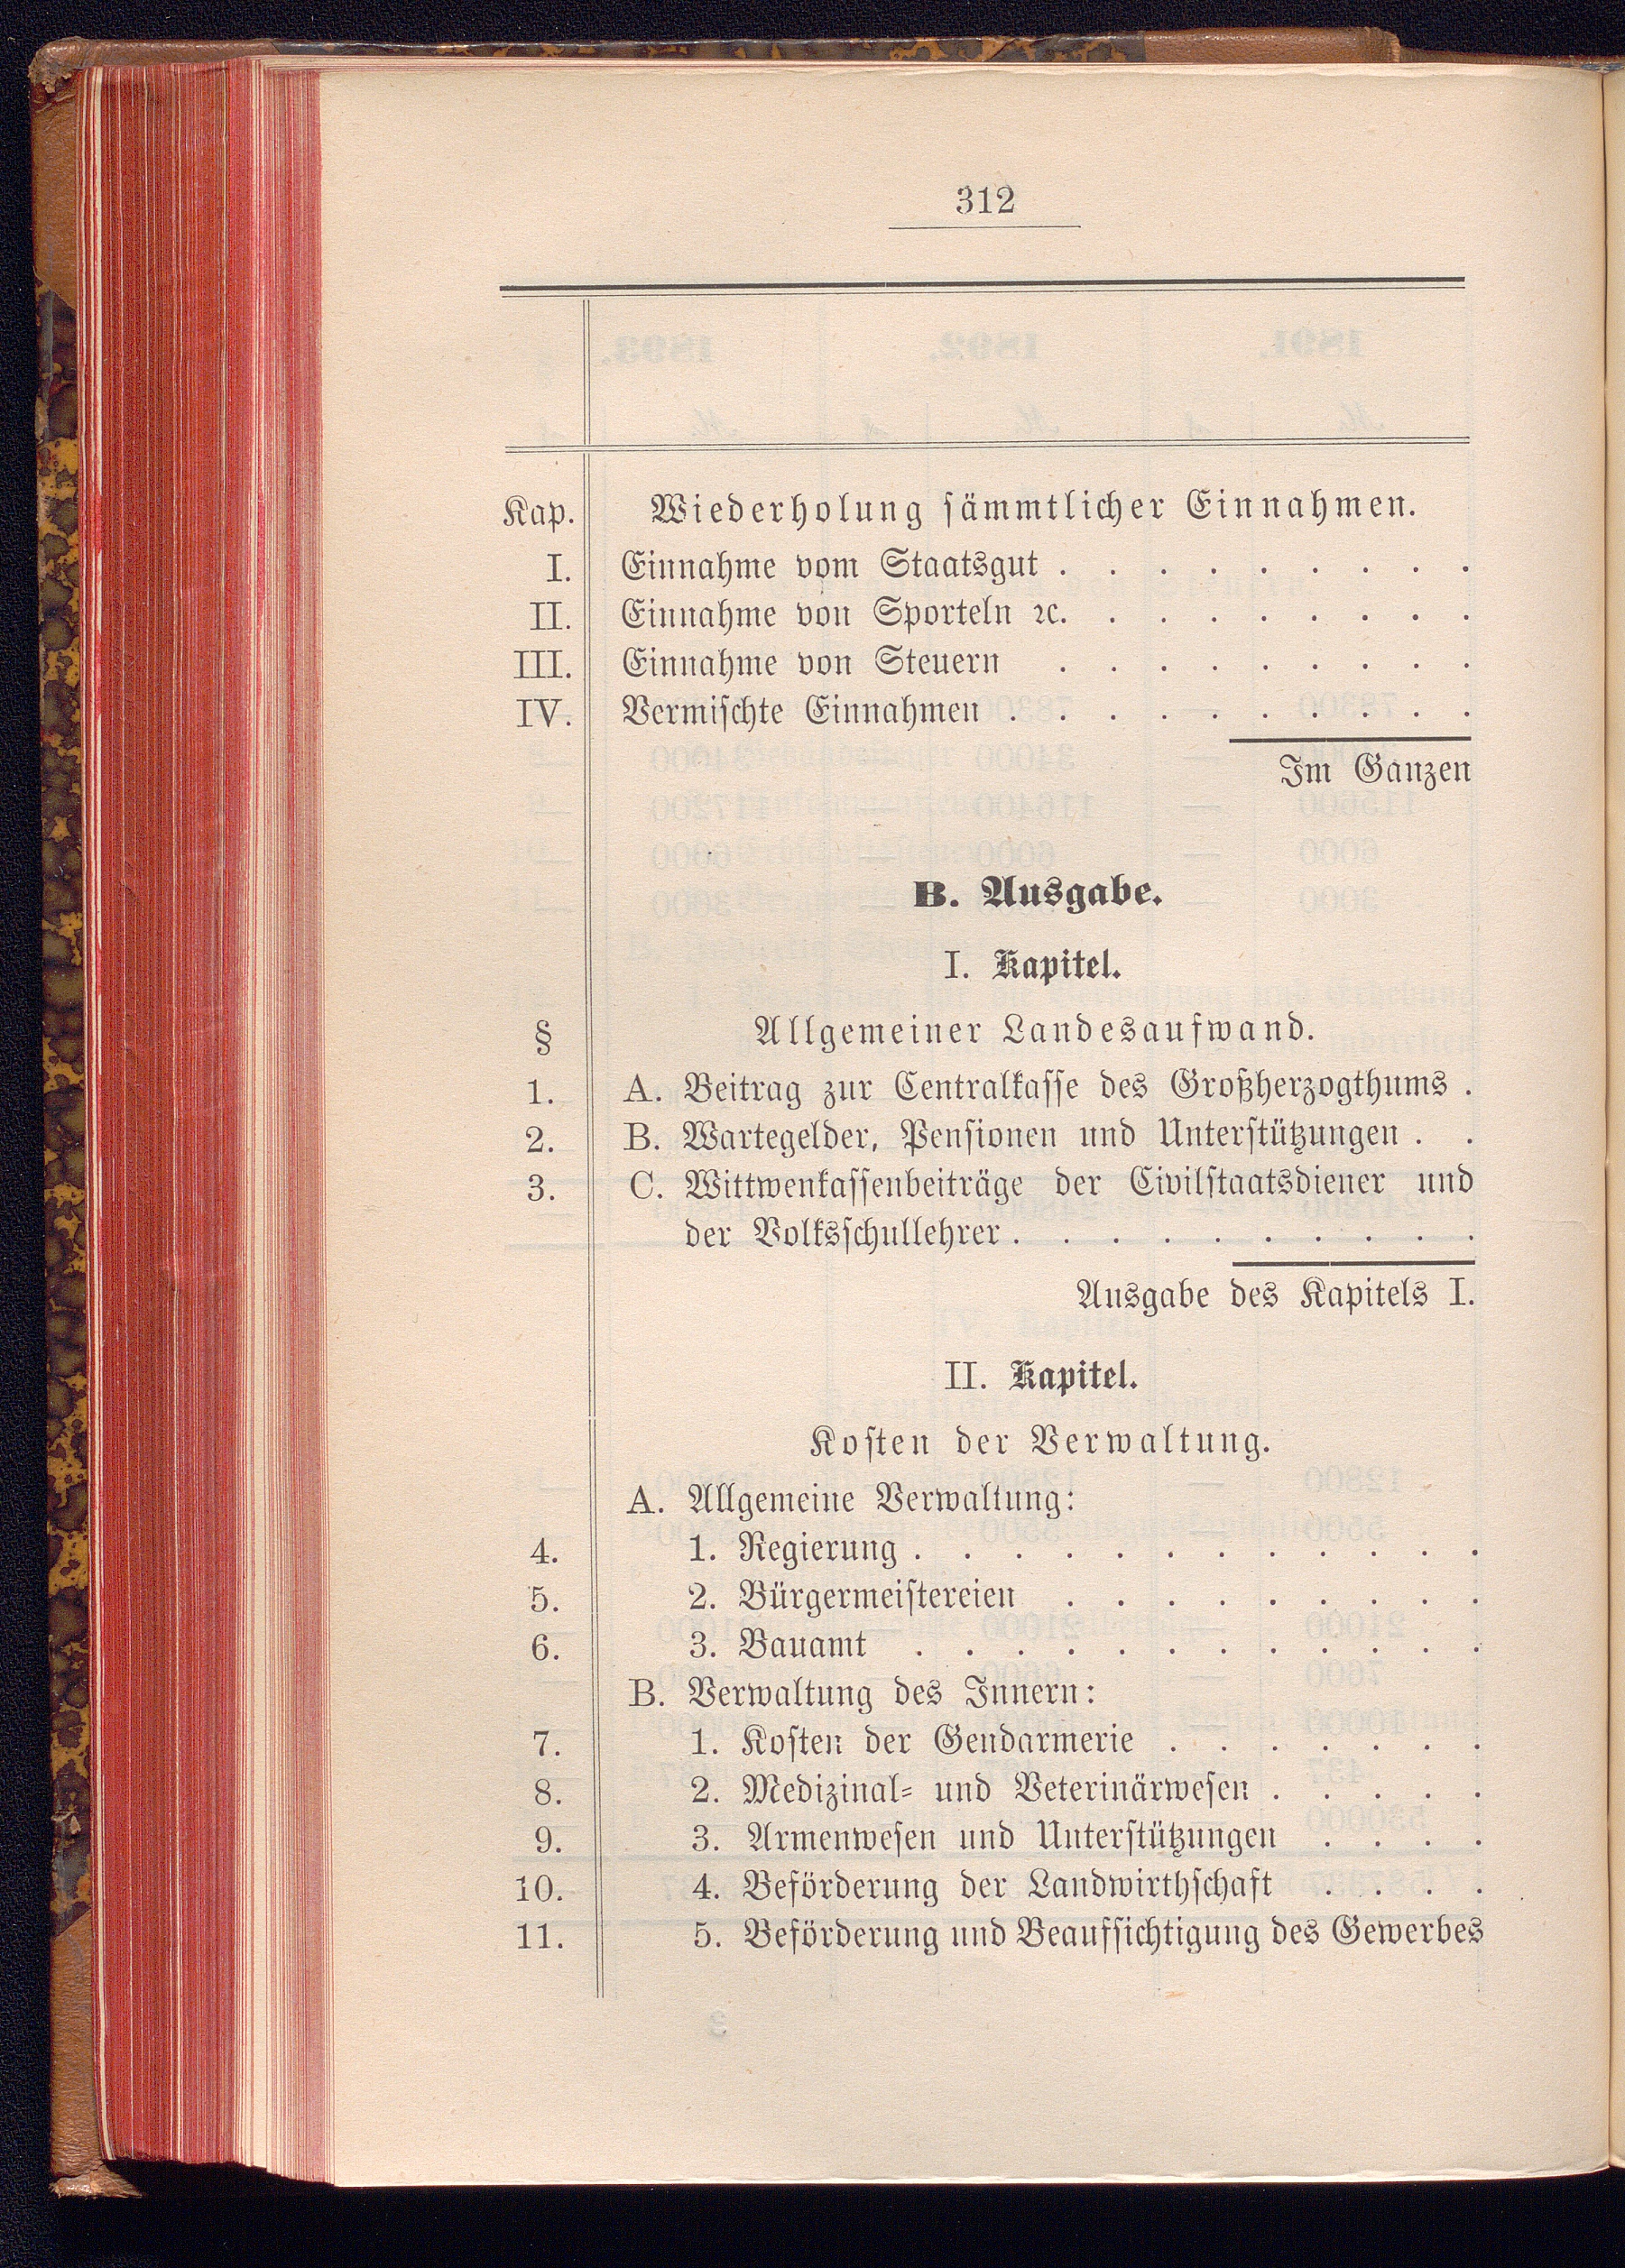 312
Kap. Wiederholung sämmtlicher Einnahmen.
I. Einnahme vom Staatsgut . . . . . . . . .
II. Einnahme von Sporteln ꝛc. . . . . . . . .
III. Einnahme von Steuern . . . . . . . . .
IV. Vermischte Einnahmen . . . . . . . . . .
Im Ganzen
B. Ausgabe.
I. Kapitel.
§ Allgemeiner Landesaufwand.
1. A. Beitrag zur Centralkasse des Großherzogthums .
2. B. Wartegelder, Pensionen und Unterstützungen . .
3. C. Wittwenkassenbeiträge der Civilstaatsdiener und
der Volksschullehrer . . . . . . . . . .
Ausgabe des Kapitels I.
II. Kapitel.
Kosten der Verwaltung.
A. Allgemeine Verwaltung:
4. 1. Regierung . . . . . . . . . . . .
5. 2. Bürgermeistereien . . . . . . . . .
6. 3. Bauamt . . . . . . . . . . . .
B. Verwaltung des Innern:
7. 1. Kosten der Gendarmerie . . . . . . .
8. 2. Medizinal- und Veterinärwesen . . . . .
9. 3. Armenwesen und Unterstützungen . . . .
10. 4. Beförderung der Landwirthschaft . . . .
11. 5. Beförderung und Beaufsichtigung des Gewerbes